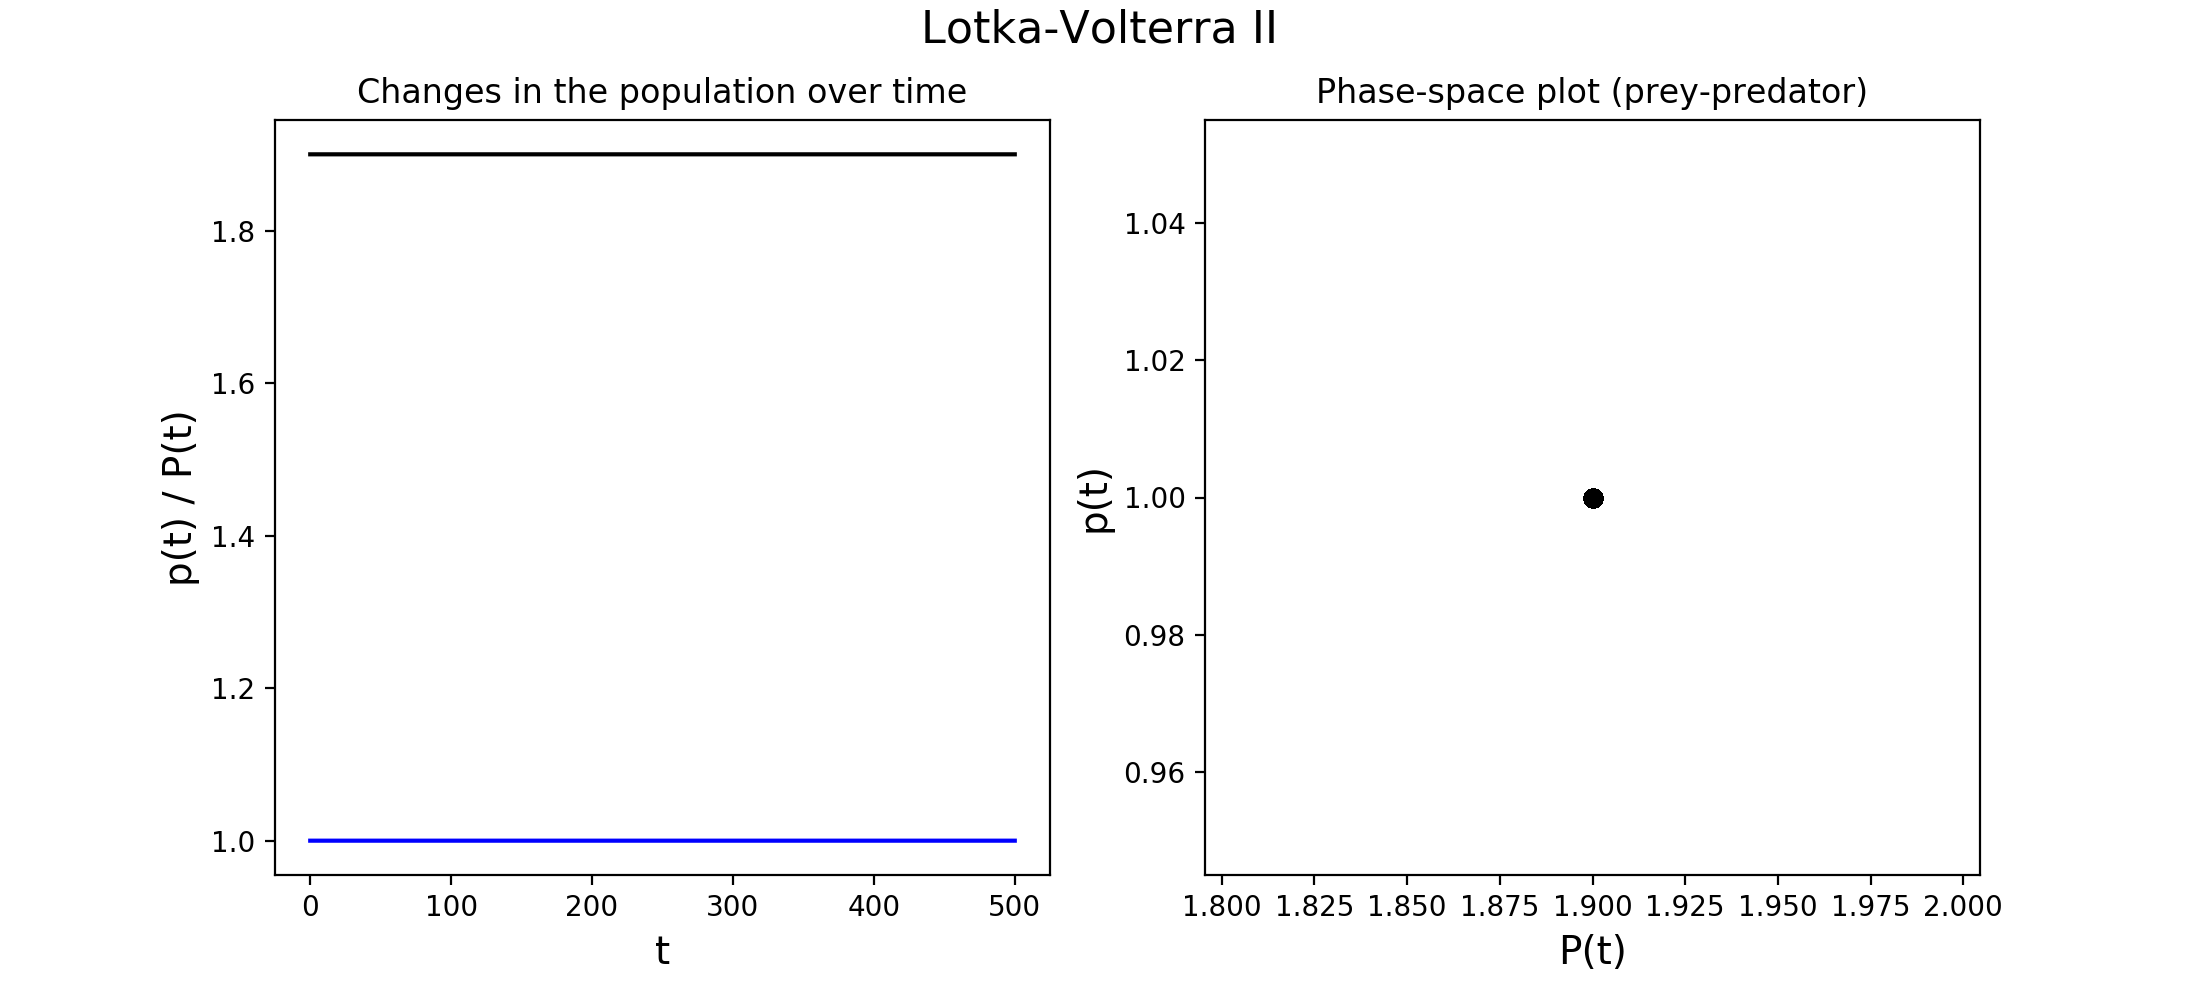 Lotka-Volterra II
Changes in the population over time
p(t) / P(t)
1.8
1.6
1.4
1.2
1.0
0 100 200 300 400 500
t
Phase-space plot (prey-predator)
p(t)
1.04
1.02
1.00
0.98
0.96
1.800 1.825 1.850 1.875 1.900 1.925 1.950 1.975 2.000
P(t)